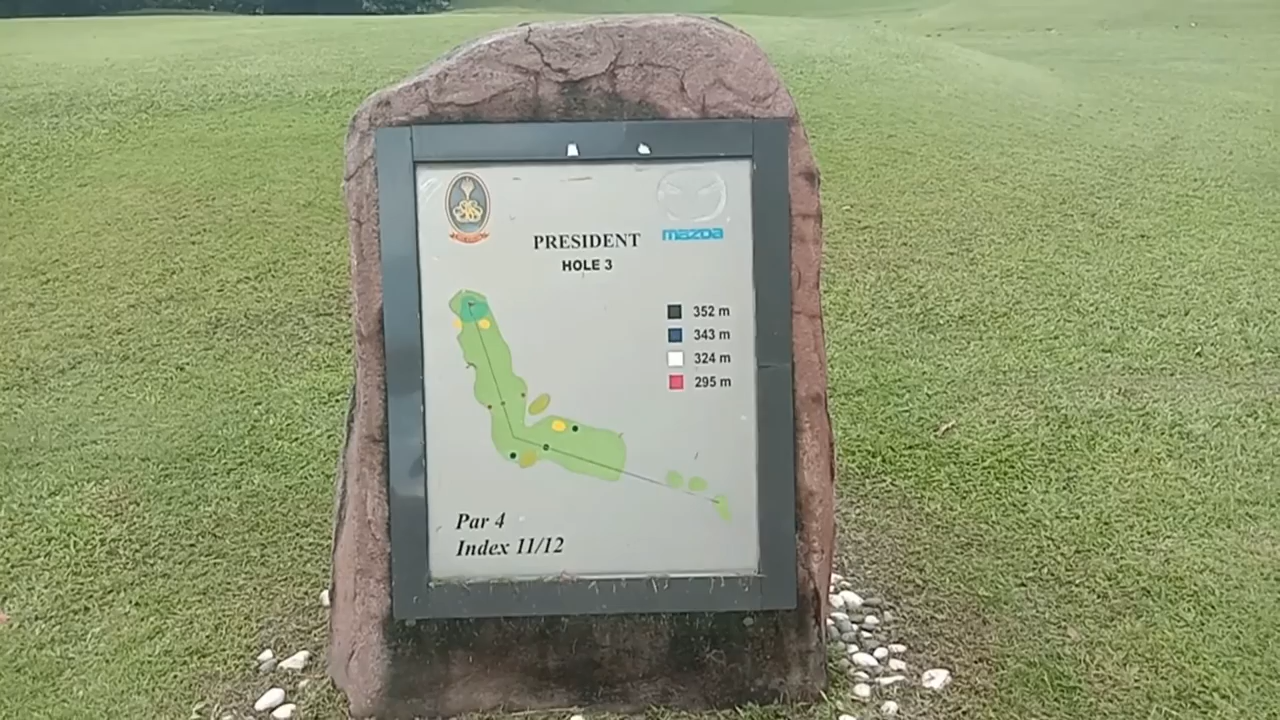 PRESIDENT
mazda
HOLE 3
352 m
343 m
324 m
295 m
Par 4
Index 11/12